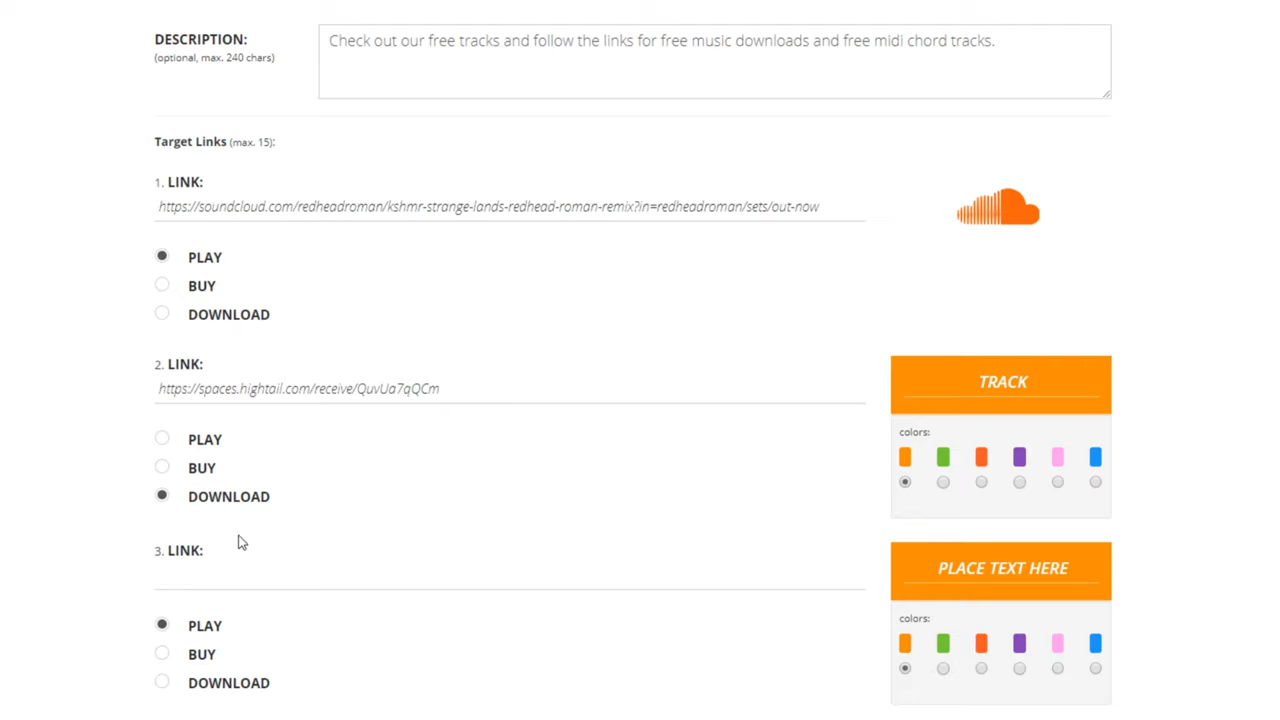 DESCRIPTION:
(optional, max. 240 chars)
Check out our free tracks and follow the links for free music downloads and free midi chord tracks.
Target Links (max. 15):
1. LINK:
https://soundcloud.com/redheadroman/kshmr-strange-lands-redhead-roman-remix?in=redheadroman/sets/out-now
PLAY
BUY
DOWNLOAD
2. LINK:
https://spaces.hightail.com/receive/QuvUa7qQCm
TRACK
colors:
PLAY
BUY
DOWNLOAD
3. LINK:
PLACE TEXT HERE
colors:
PLAY
BUY
DOWNLOAD